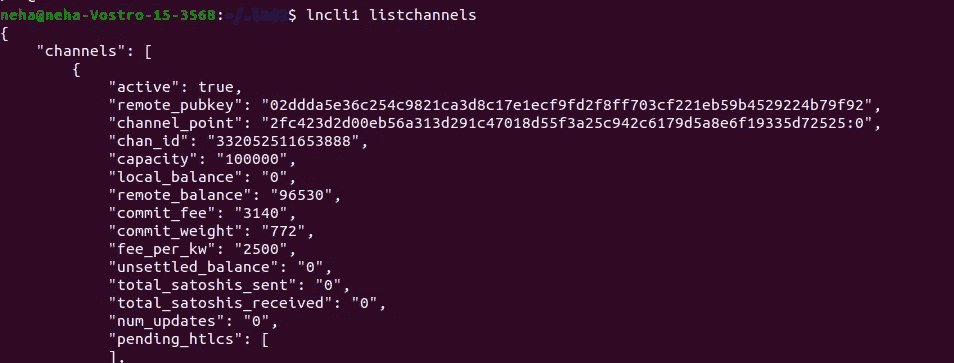 neha@neha-Vostro-15-3568:$ lncli1 listchannels
{
    "channels": [
        {
            "active": true,
            "remote_pubkey": "02ddda5e36c254c9821ca3d8c17e1ecf9fd2f8ff703cf221eb59b4529224b79f92",
            "channel_point": "2fc423d2d00eb56a313d291c47018d55f3a25c942c6179d5a8e6f19335d72525:0",
            "chan_id": "332052511653888",
            "capacity": "100000",
            "local_balance": "0",
            "remote_balance": "96530",
            "commit_fee": "3140",
            "commit_weight": "772",
            "fee_per_kw": "2500",
            "unsettled_balance": "0",
            "total_satoshis_sent": "0",
            "total_satoshis_received": "0",
            "num_updates": "0",
            "pending_htlcs": [
            ],